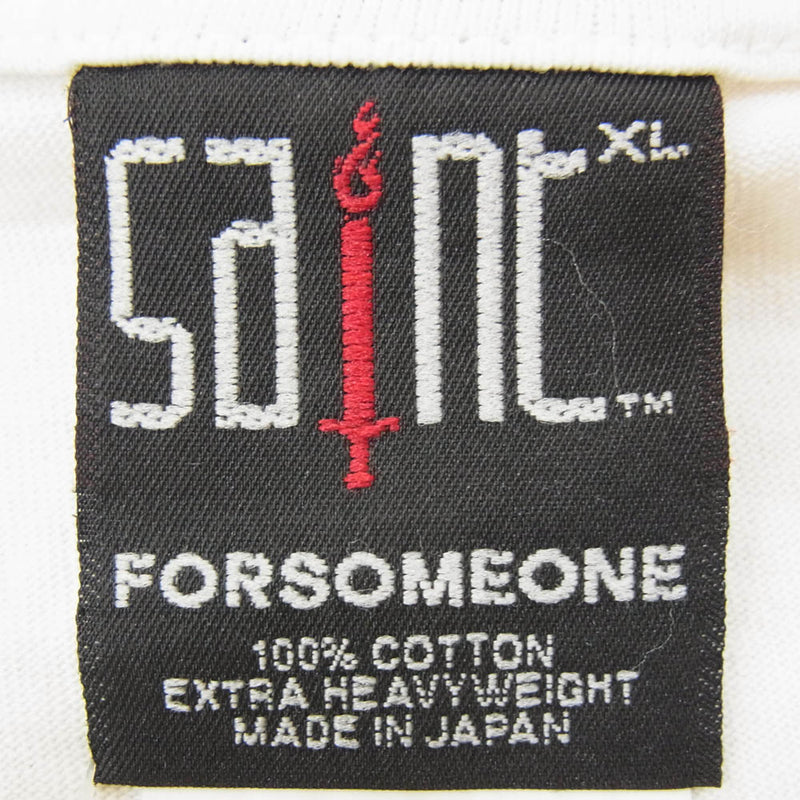 saint XL
TM
FORSOMEONE
100% COTTON
EXTRA HEAVYWEIGHT
MADE IN JAPAN